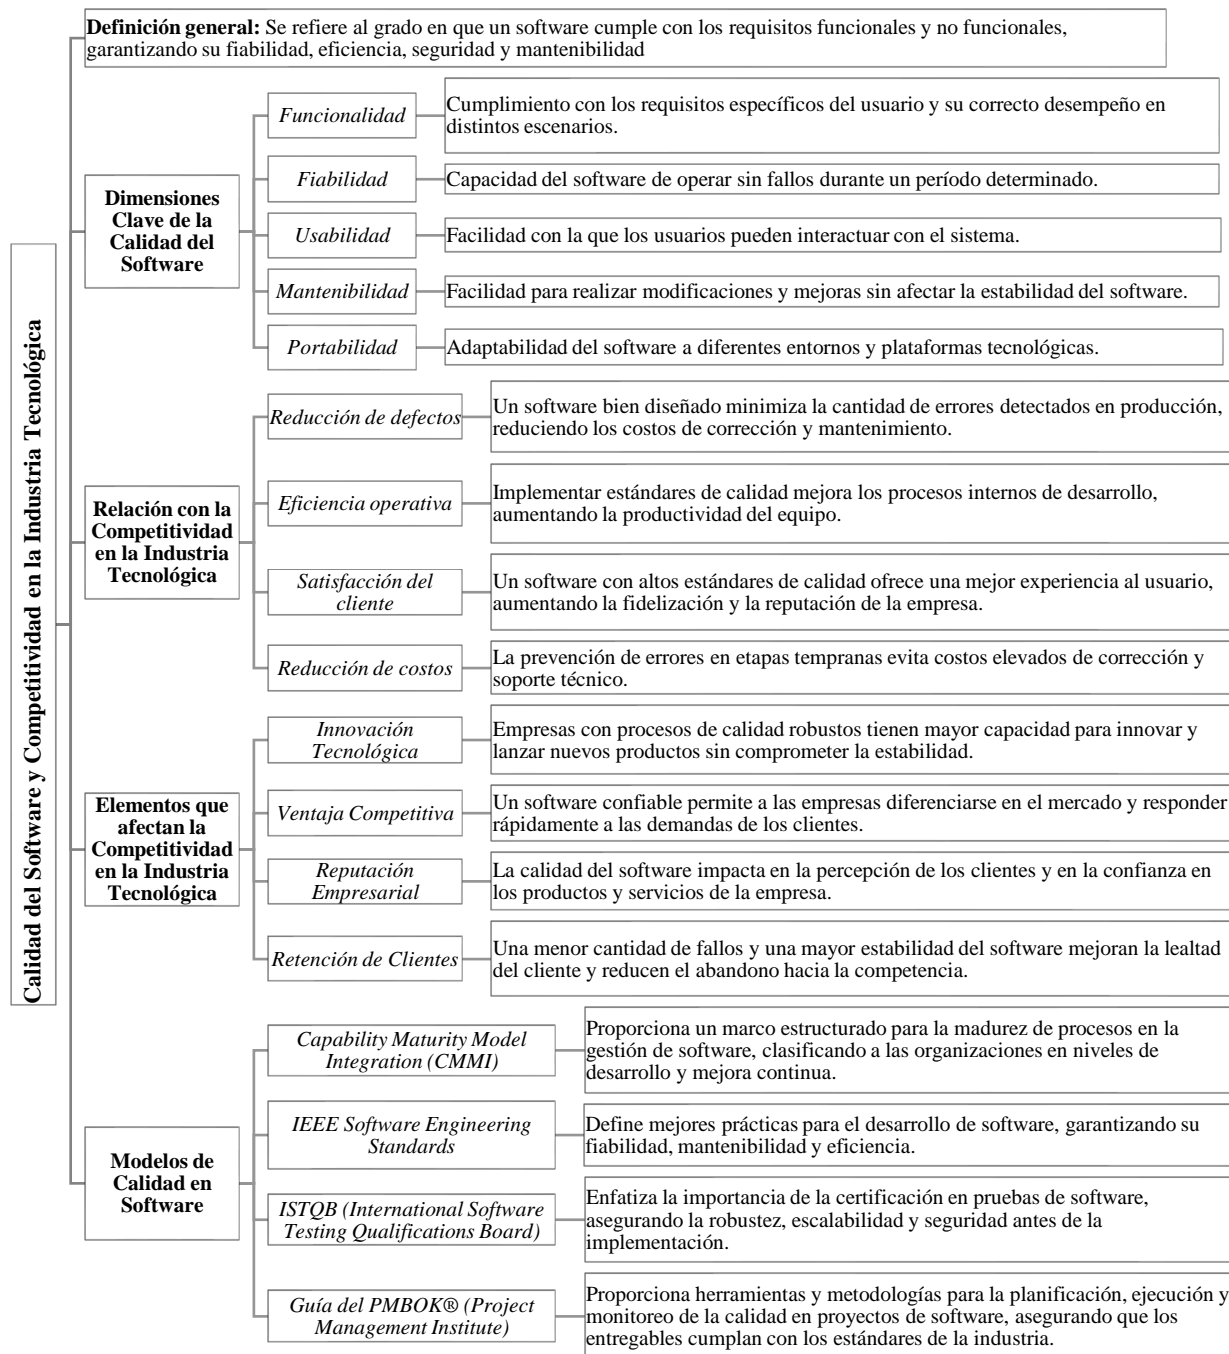 Calidad del Software y Competitividad en la Industria Tecnológica
Definición general: Se refiere al grado en que un software cumple con los requisitos funcionales y no funcionales,
garantizando su fiabilidad, eficiencia, seguridad y mantenibilidad
Dimensiones
Clave de la
Calidad del
Software
Funcionalidad
Cumplimiento con los requisitos específicos del usuario y su correcto desempeño en
distintos escenarios.
Fiabilidad
Capacidad del software de operar sin fallos durante un período determinado.
Usabilidad
Facilidad con la que los usuarios pueden interactuar con el sistema.
Mantenibilidad
Facilidad para realizar modificaciones y mejoras sin afectar la estabilidad del software.
Portabilidad
Adaptabilidad del software a diferentes entornos y plataformas tecnológicas.
Relación con la
Competitividad
en la Industria
Tecnológica
Reducción de defectos
Un software bien diseñado minimiza la cantidad de errores detectados en producción,
reduciendo los costos de corrección y mantenimiento.
Eficiencia operativa
Implementar estándares de calidad mejora los procesos internos de desarrollo,
aumentando la productividad del equipo.
Satisfacción del
cliente
Un software con altos estándares de calidad ofrece una mejor experiencia al usuario,
aumentando la fidelización y la reputación de la empresa.
Reducción de costos
La prevención de errores en etapas tempranas evita costos elevados de corrección y
soporte técnico.
Elementos que
afectan la
Competitividad
en la Industria
Tecnológica
Innovación
Tecnológica
Empresas con procesos de calidad robustos tienen mayor capacidad para innovar y
lanzar nuevos productos sin comprometer la estabilidad.
Ventaja Competitiva
Un software confiable permite a las empresas diferenciarse en el mercado y responder
rápidamente a las demandas de los clientes.
Reputación
Empresarial
La calidad del software impacta en la percepción de los clientes y en la confianza en
los productos y servicios de la empresa.
Retención de Clientes
Una menor cantidad de fallos y una mayor estabilidad del software mejoran la lealtad
del cliente y reducen el abandono hacia la competencia.
Modelos de
Calidad en
Software
Capability Maturity Model
Integration (CMMI)
Proporciona un marco estructurado para la madurez de procesos en la
gestión de software, clasificando a las organizaciones en niveles de
desarrollo y mejora continua.
IEEE Software Engineering
Standards
Define mejores prácticas para el desarrollo de software, garantizando su
fiabilidad, mantenibilidad y eficiencia.
ISTQB (International Software
Testing Qualifications Board)
Enfatiza la importancia de la certificación en pruebas de software,
asegurando la robustez, escalabilidad y seguridad antes de la
implementación.
Guía del PMBOK® (Project
Management Institute)
Proporciona herramientas y metodologías para la planificación, ejecución y
monitoreo de la calidad en proyectos de software, asegurando que los
entregables cumplan con los estándares de la industria.